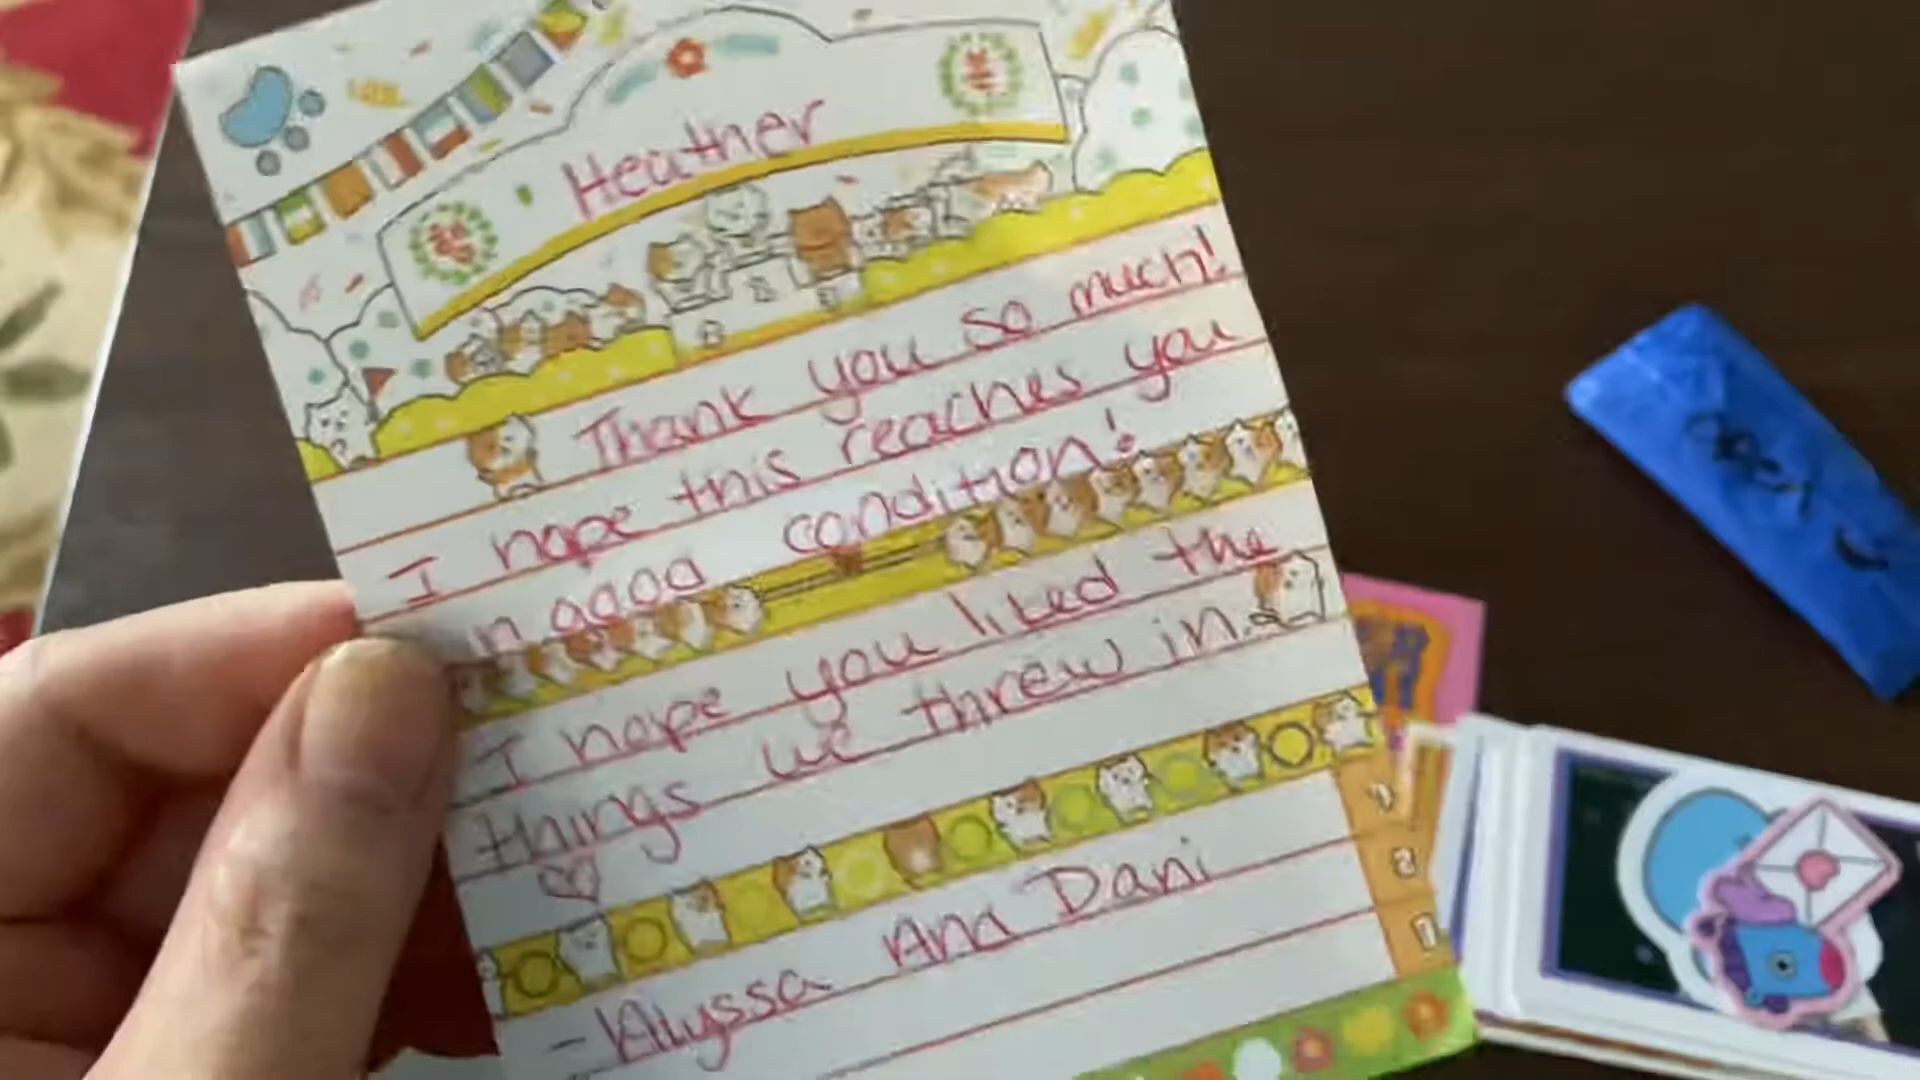 Heather
Thank you so much!
I hope this reaches you
in good condition!
I hope you liked the
things we threw in.
-Alyssa And Dani